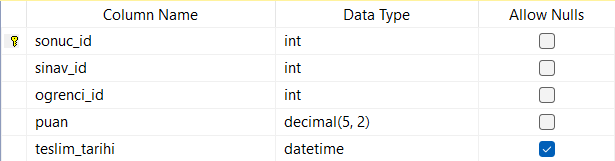 Column Name Data Type Allow Nulls
sonuc_id int
sinav_id int
ogrenci_id int
puan decimal(5, 2)
teslim_tarihi datetime